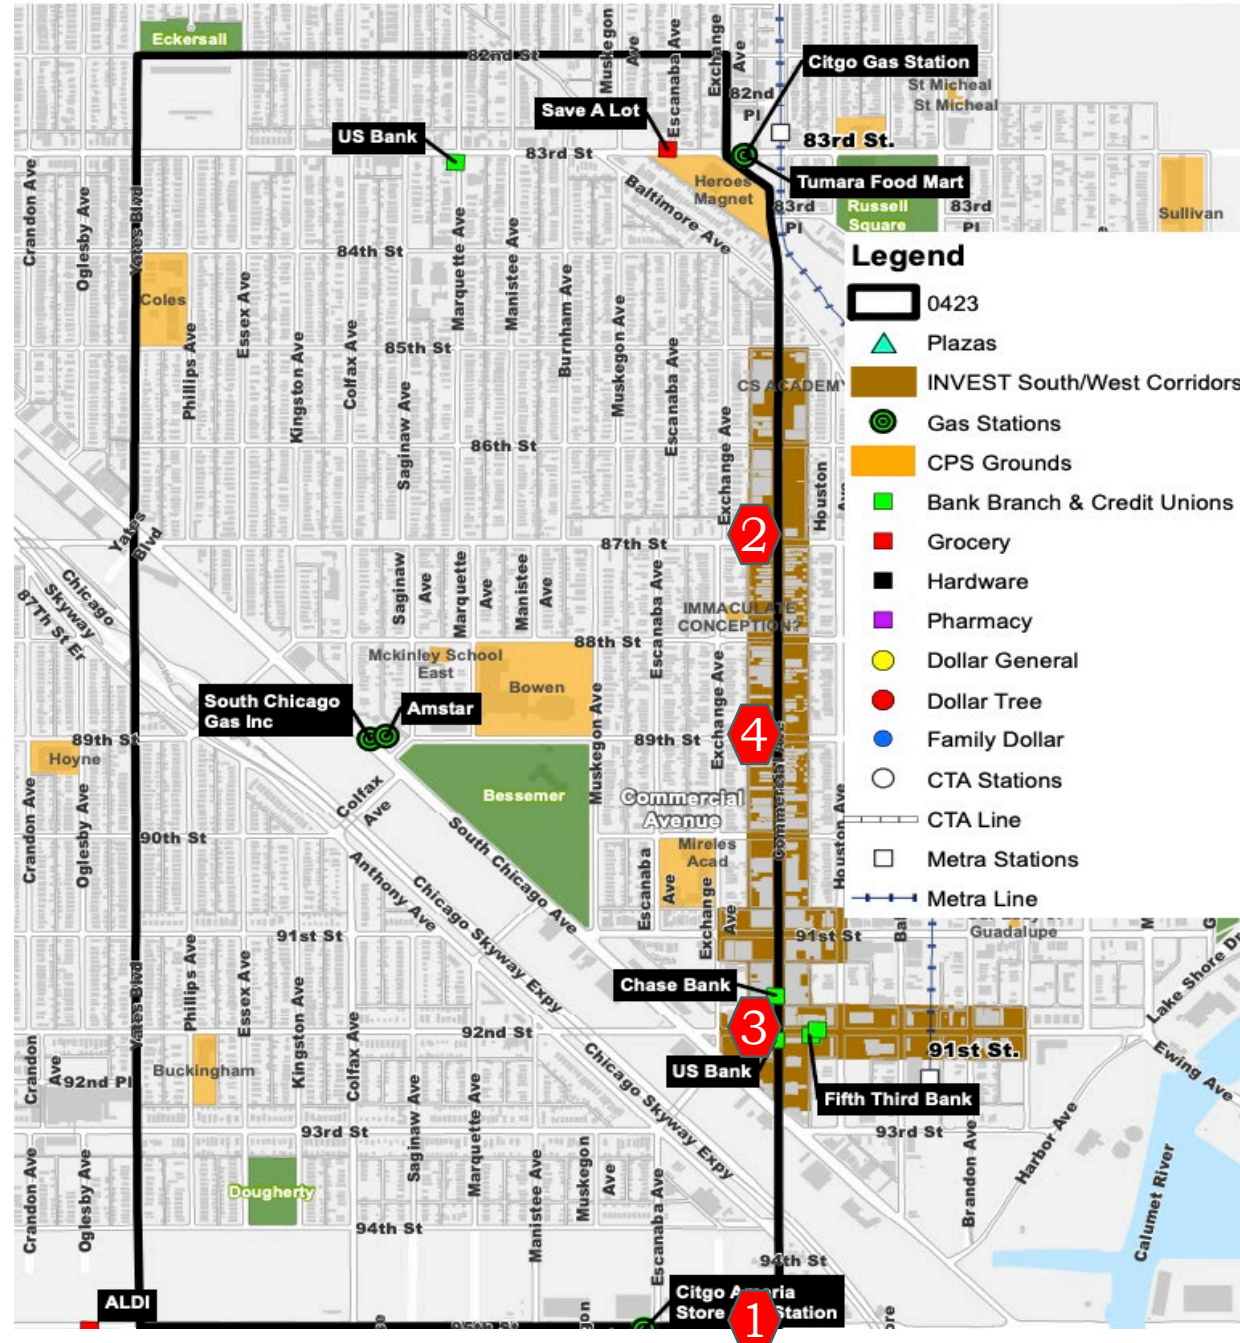 Eckersall
82nd St
Muskegon
Ave
Escanaba Ave
Exchange
Ave
82nd
Pl
Citgo Gas Station
St Micheal
St Micheal
Save A Lot
US Bank
83rd St
83rd St.
Tumara Food Mart
Heroes
Magnet
Baltimore Ave
83rd
Pl
Russell
Square
83rd
Pl
Sullivan
Crandon Ave
Oglesby Ave
Yates Blvd
84th St
Coles
Phillips Ave
Essex Ave
Kingston Ave
Colfax Ave
Saginaw Ave
Marquette Ave
Manistee Ave
Burnham Ave
Muskegon Ave
Escanaba Ave
85th St
CS ACADEMY
86th St
Exchange Ave
Houston
Legend
0423
Plazas
INVEST South/West Corridors
Gas Stations
CPS Grounds
Bank Branch & Credit Unions
Grocery
Hardware
Pharmacy
Dollar General
Dollar Tree
Family Dollar
CTA Stations
CTA Line
Metra Stations
Metra Line
2
87th St
Yates
Blvd
Chicago
Skyway
87Th St Er
Saginaw
Ave
Marquette
Ave
Manistee
Ave
Escanaba Ave
IMMACULATE
CONCEPTION?
88th St
Mckinley School
East
Bowen
South Chicago
Gas Inc
Amstar
Muskegon Ave
Exchange Ave
4
89th St
89th St
Hoyne
Bessemer
Commercial
Avenue
Commercial Ave
Houston Ave
Colfax
Ave
South Chicago Ave
Crandon Ave
Oglesby Ave
90th St
Anthony Ave
Chicago Skyway Expy
Mireles
Acad
Escanaba
Ave
Exchange
Ave
91st St
91st St
Guadalupe
Lake Shore Dr
Chase Bank
Phillips Ave
Essex Ave
Kingston Ave
Colfax Ave
Yates Blvd
92nd St
3
US Bank
91st St.
Fifth Third Bank
Ewing Ave
Crandon
Ave
92nd Pl
Buckingham
Chicago Skyway Expy
93rd St
93rd St
Harbor Ave
Brandon Ave
Calumet River
Crandon Ave
Oglesby Ave
Dougherty
Saginaw Ave
Marquette Ave
Manistee Ave
Muskegon
Ave
Escanaba Ave
94th St
94th St
ALDI
Citgo
Store
Station
1